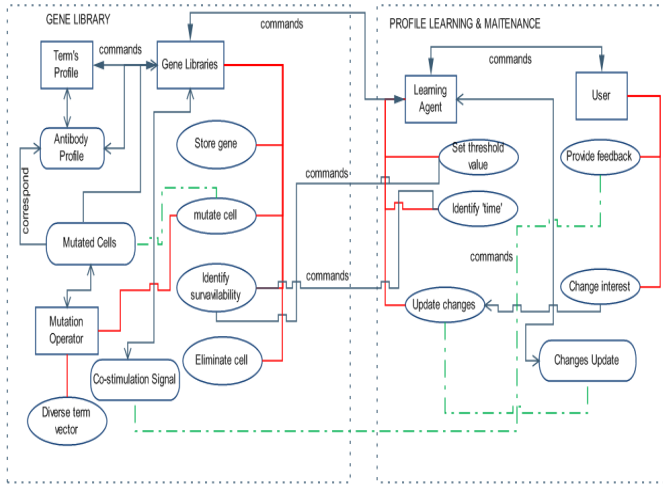 GENE LIBRARY
PROFILE LEARNING & MAITENANCE
commands
Term's
Profile
commands
Gene Libraries
commands
Learning
Agent
User
Antibody
Profile
Store gene
Set threshold
value
Provide feedback
correspond
commands
mutate cell
Identify 'time'
Mutated Cells
commands
Identify
survavilability
commands
Change interest
Update changes
Mutation
Operator
Eliminate cell
Changes Update
Co-stimulation Signal
Diverse term
vector